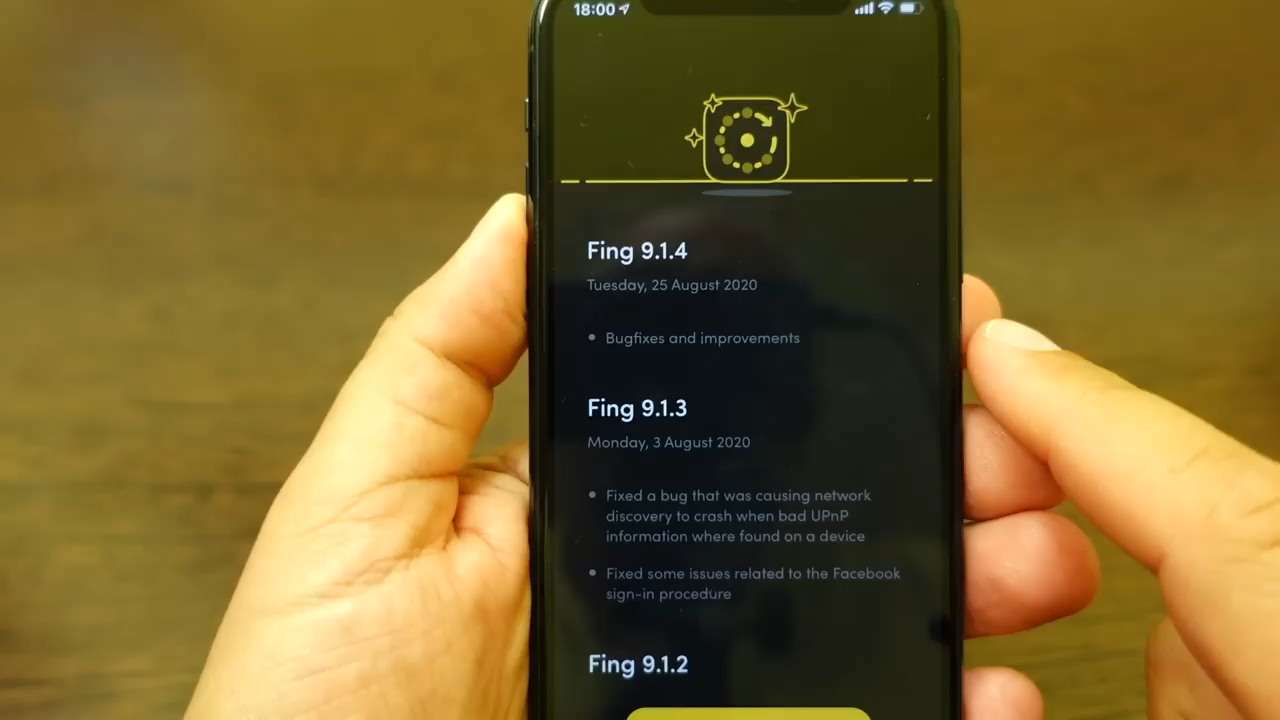 18:00
Fing 9.1.4
Tuesday, 25 August 2020
• Bugfixes and improvements
Fing 9.1.3
Monday, 3 August 2020
• Fixed a bug that was causing network
discovery to crash when bad UPnP
information where found on a device
• Fixed some issues related to the Facebook
sign-in procedure
Fing 9.1.2